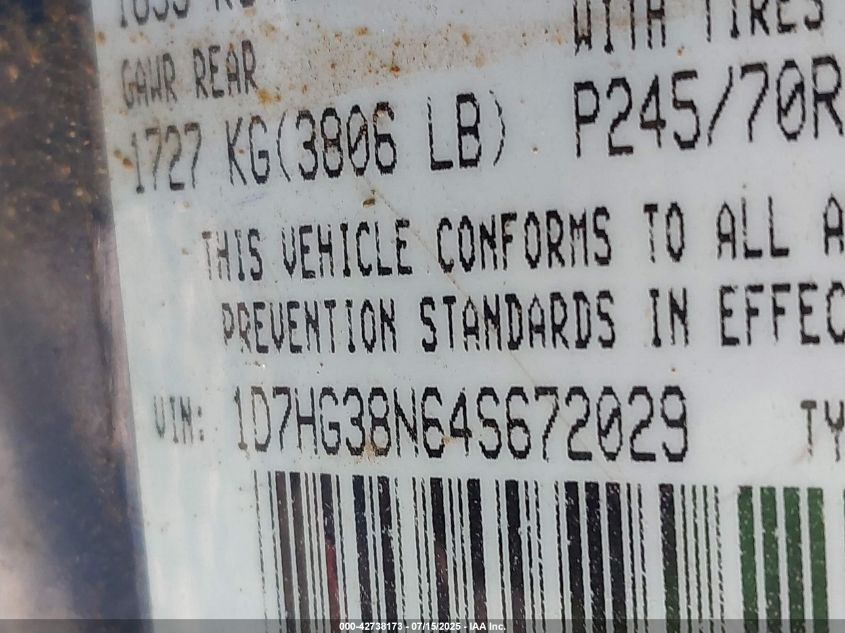 WITH TIRES
GAWR REAR
1727 KG(3806 LB) P245/70R
THIS VEHICLE CONFORMS TO ALL A
PREVENTION STANDARDS IN EFFEC
VIN: 1D7HG38N64S672029 TY
000-42738173 - 07/15/2025 - IAA Inc.